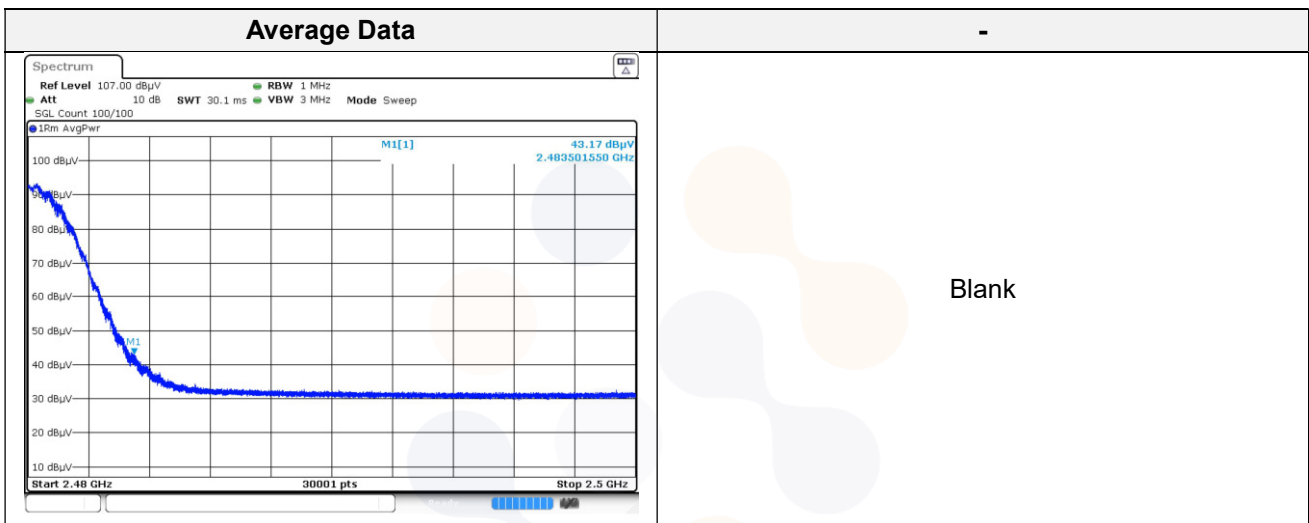 Average Data -
Spectrum
Ref Level 107.00 dBµV RBW 1 MHz
Att 10 dB SWT 30.1 ms VBW 3 MHz Mode Sweep
SGL Count 100/100
1Rm AvgPwr
M1[1] 43.17 dBµV
2.483501550 GHz
100 dBµV
80 dBµV
70 dBµV
60 dBµV
50 dBµV
M1
40 dBµV
30 dBµV
20 dBµV
10 dBµV
Start 2.48 GHz 30001 pts Stop 2.5 GHz
Blank